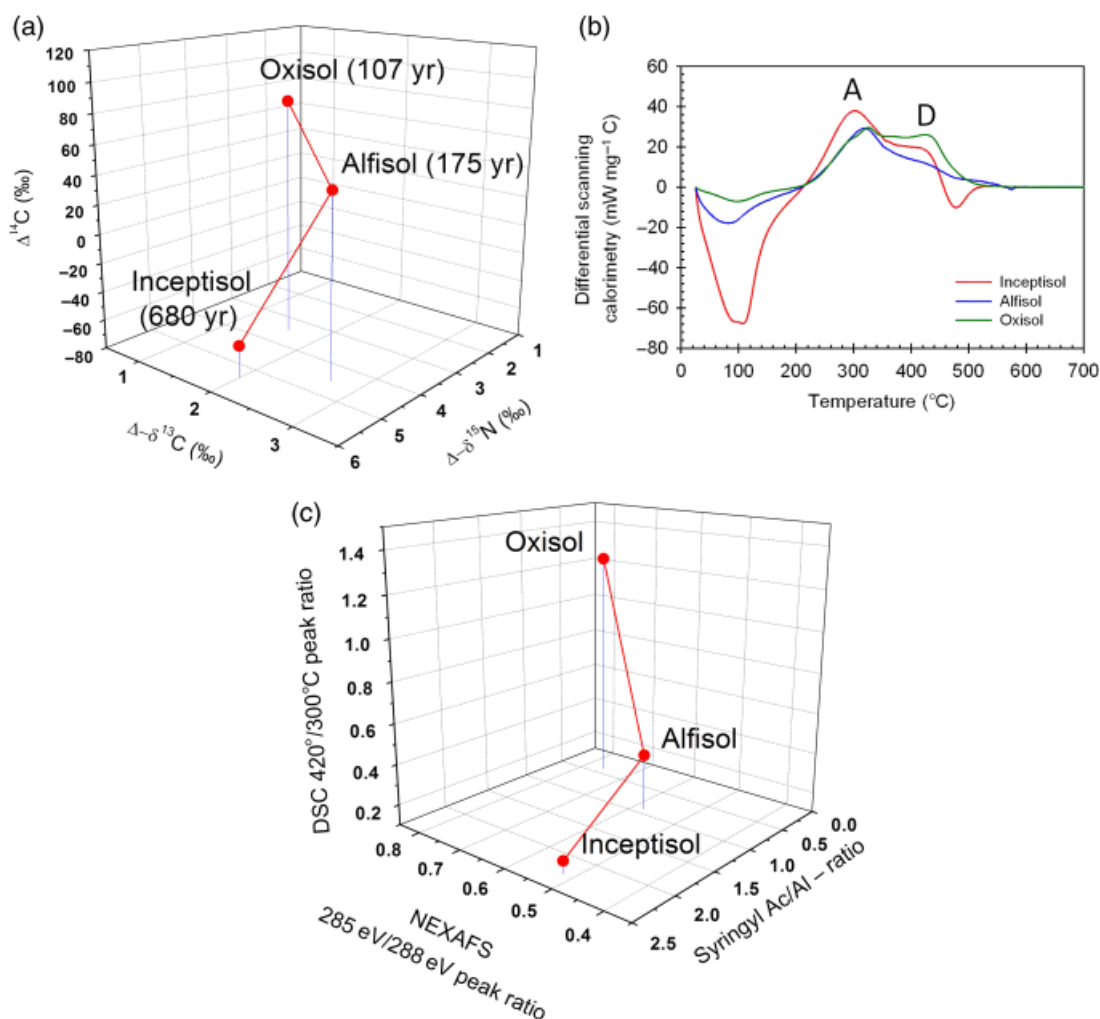 (a)
120
100
80
60
40
20
0
−20
−40
−60
−80
Δ¹⁴C (‰)
Oxisol (107 yr)
Alfisol (175 yr)
Inceptisol
(680 yr)
1
2
3
Δ–δ ¹³C (‰)
6
5
4
3
2
1
Δ–δ ¹⁵N (‰)
(b)
60
40
20
0
−20
−40
−60
−80
Differential scanning
calorimetry (mW mg⁻¹ C)
A
D
Inceptisol
Alfisol
Oxisol
0 100 200 300 400 500 600 700
Temperature (°C)
(c)
1.4
1.2
1.0
0.8
0.6
0.4
0.2
DSC 420°/300°C peak ratio
Oxisol
Alfisol
Inceptisol
0.8
0.7
0.6
0.5
0.4
NEXAFS
285 eV/288 eV peak ratio
2.5
2.0
1.5
1.0
0.5
0.0
Syringyl Ac/Al – ratio